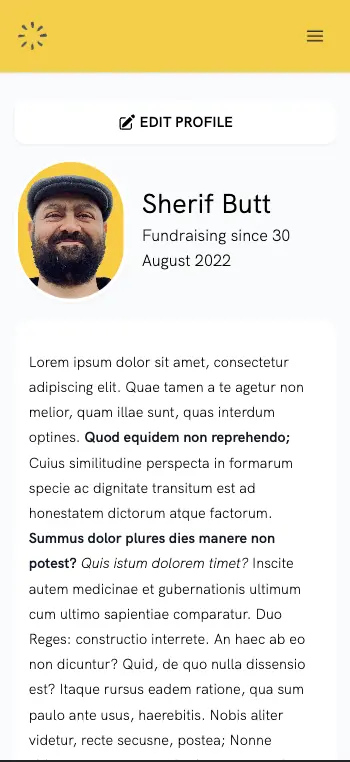 EDIT PROFILE
Sherif Butt
Fundraising since 30
August 2022
Lorem ipsum dolor sit amet, consectetur
adipiscing elit. Quae tamen a te agetur non
melior, quam illae sunt, quas interdum
optines. Quod equidem non reprehendo;
Cuius similitudine perspecta in formarum
specie ac dignitate transitum est ad
honestatem dictorum atque factorum.
Summus dolor plures dies manere non
potest? Quis istum dolorem timet? Inscite
autem medicinae et gubernationis ultimum
cum ultimo sapientiae comparatur. Duo
Reges: constructio interrete. An haec ab eo
non dicuntur? Quid, de quo nulla dissensio
est? Itaque rursus eadem ratione, qua sum
paulo ante usus, haerebitis. Nobis aliter
videtur, recte secusne, postea; Nonne